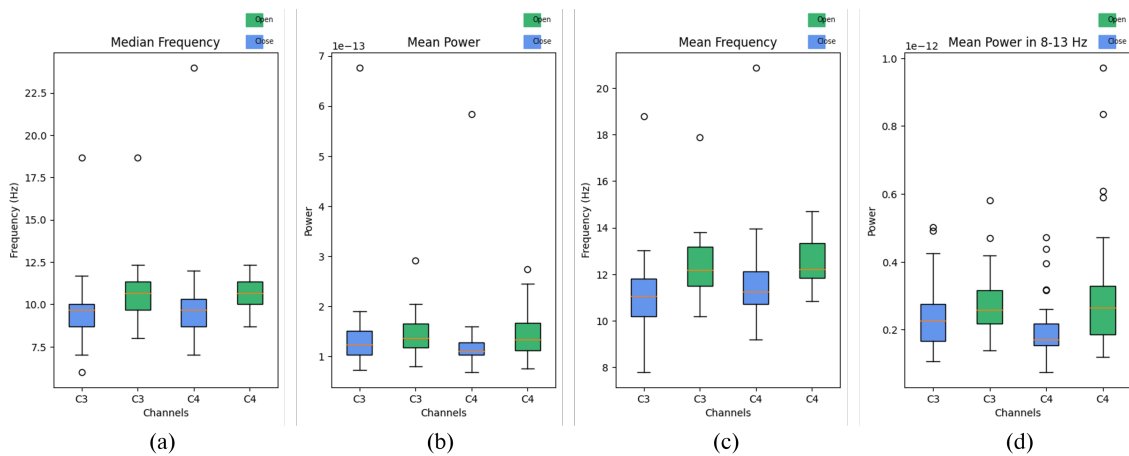 Open
Close
Median Frequency
Frequency (Hz)
22.5
20.0
17.5
15.0
12.5
10.0
7.5
C3
C3
C4
C4
Channels
(a)
Open
Close
1e−13
Mean Power
Power
7
6
5
4
3
2
1
C3
C3
C4
C4
Channels
(b)
Open
Close
Mean Frequency
Frequency (Hz)
20
18
16
14
12
10
8
C3
C3
C4
C4
Channels
(c)
Open
Close
1e−12
Mean Power in 8-13 Hz
Power
1.0
0.8
0.6
0.4
0.2
C3
C3
C4
C4
Channels
(d)